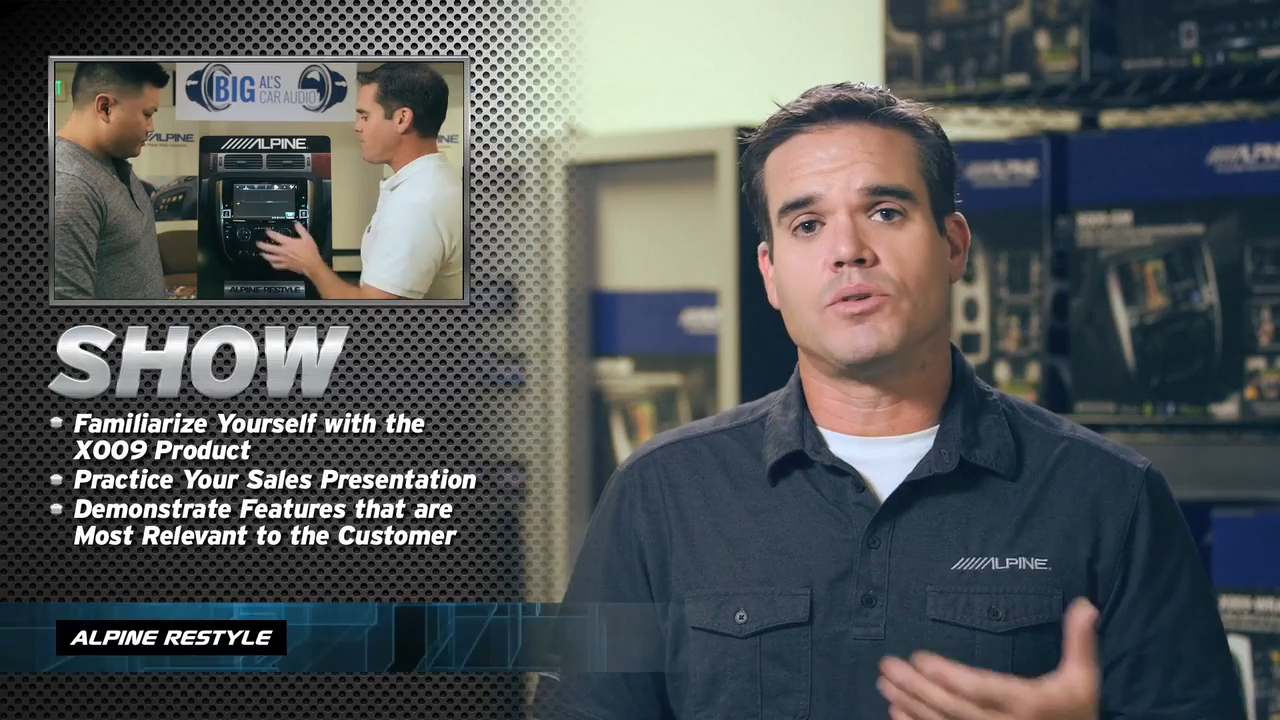 BIG AL'S
CAR AUDIO
ALPINE
ALPINE
ALPINE RESTYLE
SHOW
Familiarize Yourself with the
X009 Product
Practice Your Sales Presentation
Demonstrate Features that are
Most Relevant to the Customer
ALPINE RESTYLE
ALPINE
ALPINE
ALPINE